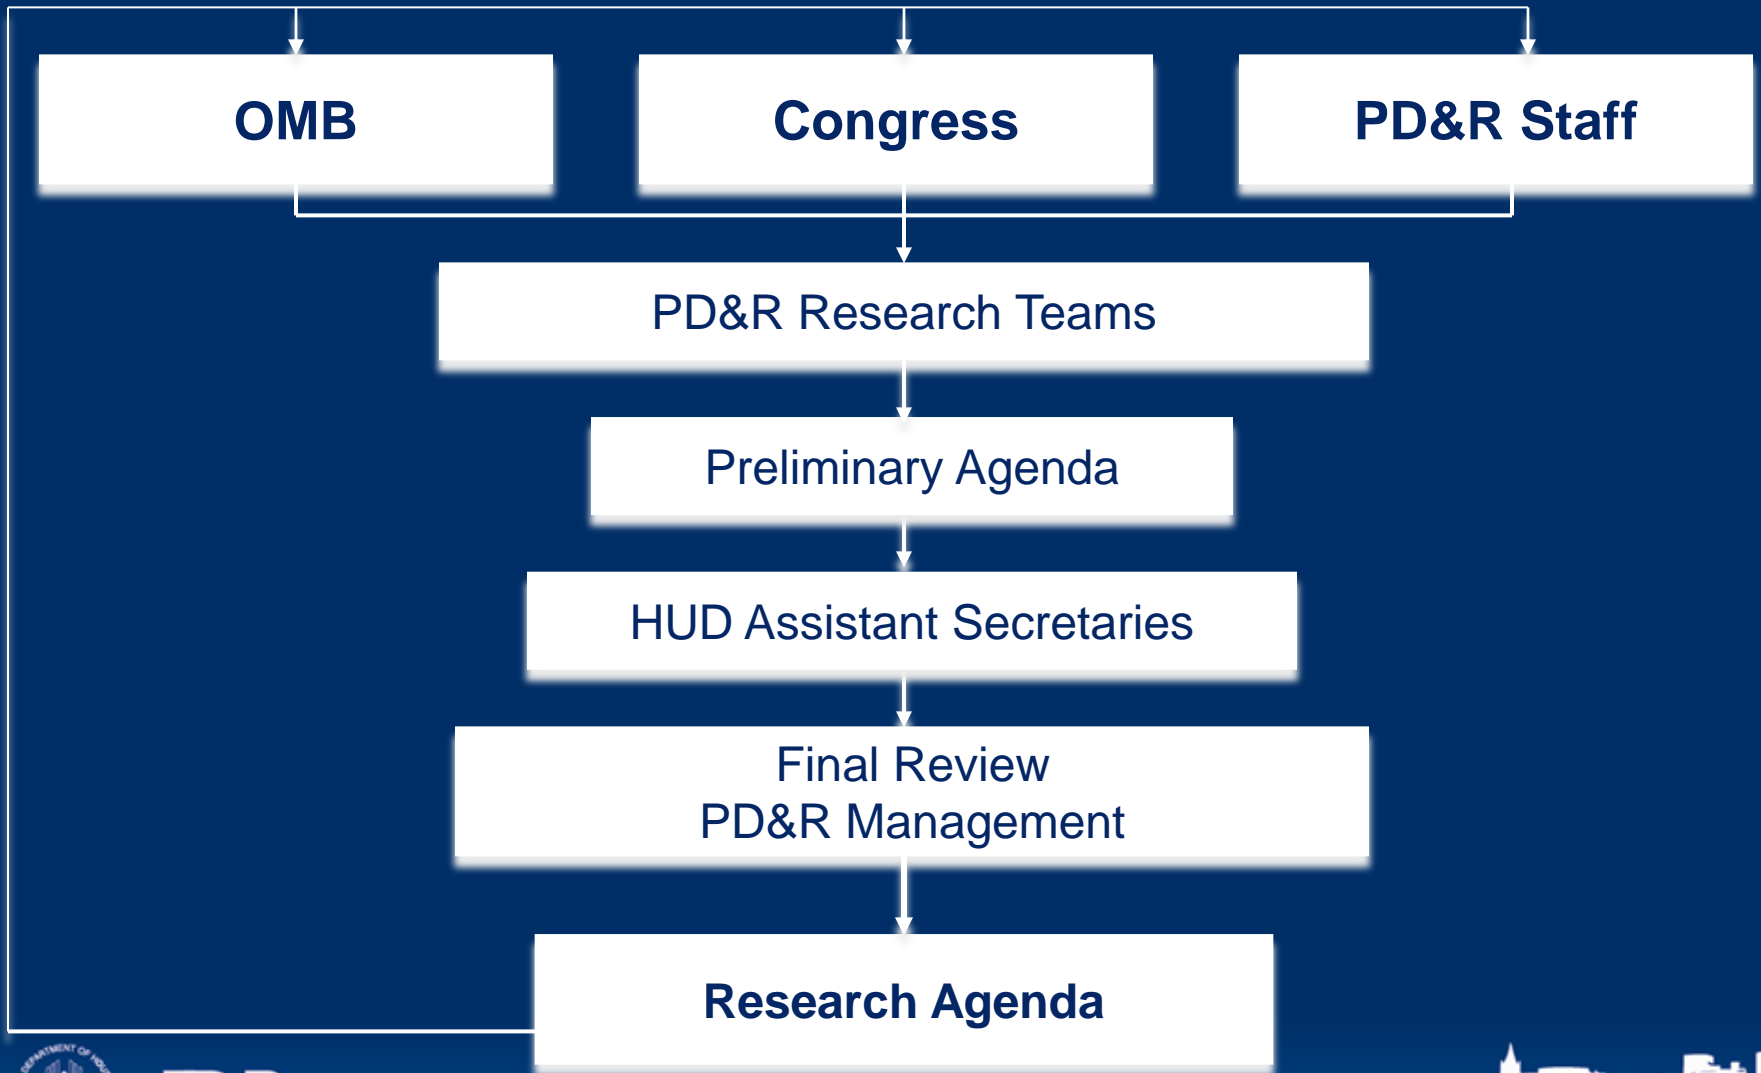 OMB
Congress
PD&R Staff
PD&R Research Teams
Preliminary Agenda
HUD Assistant Secretaries
Final Review
PD&R Management
Research Agenda